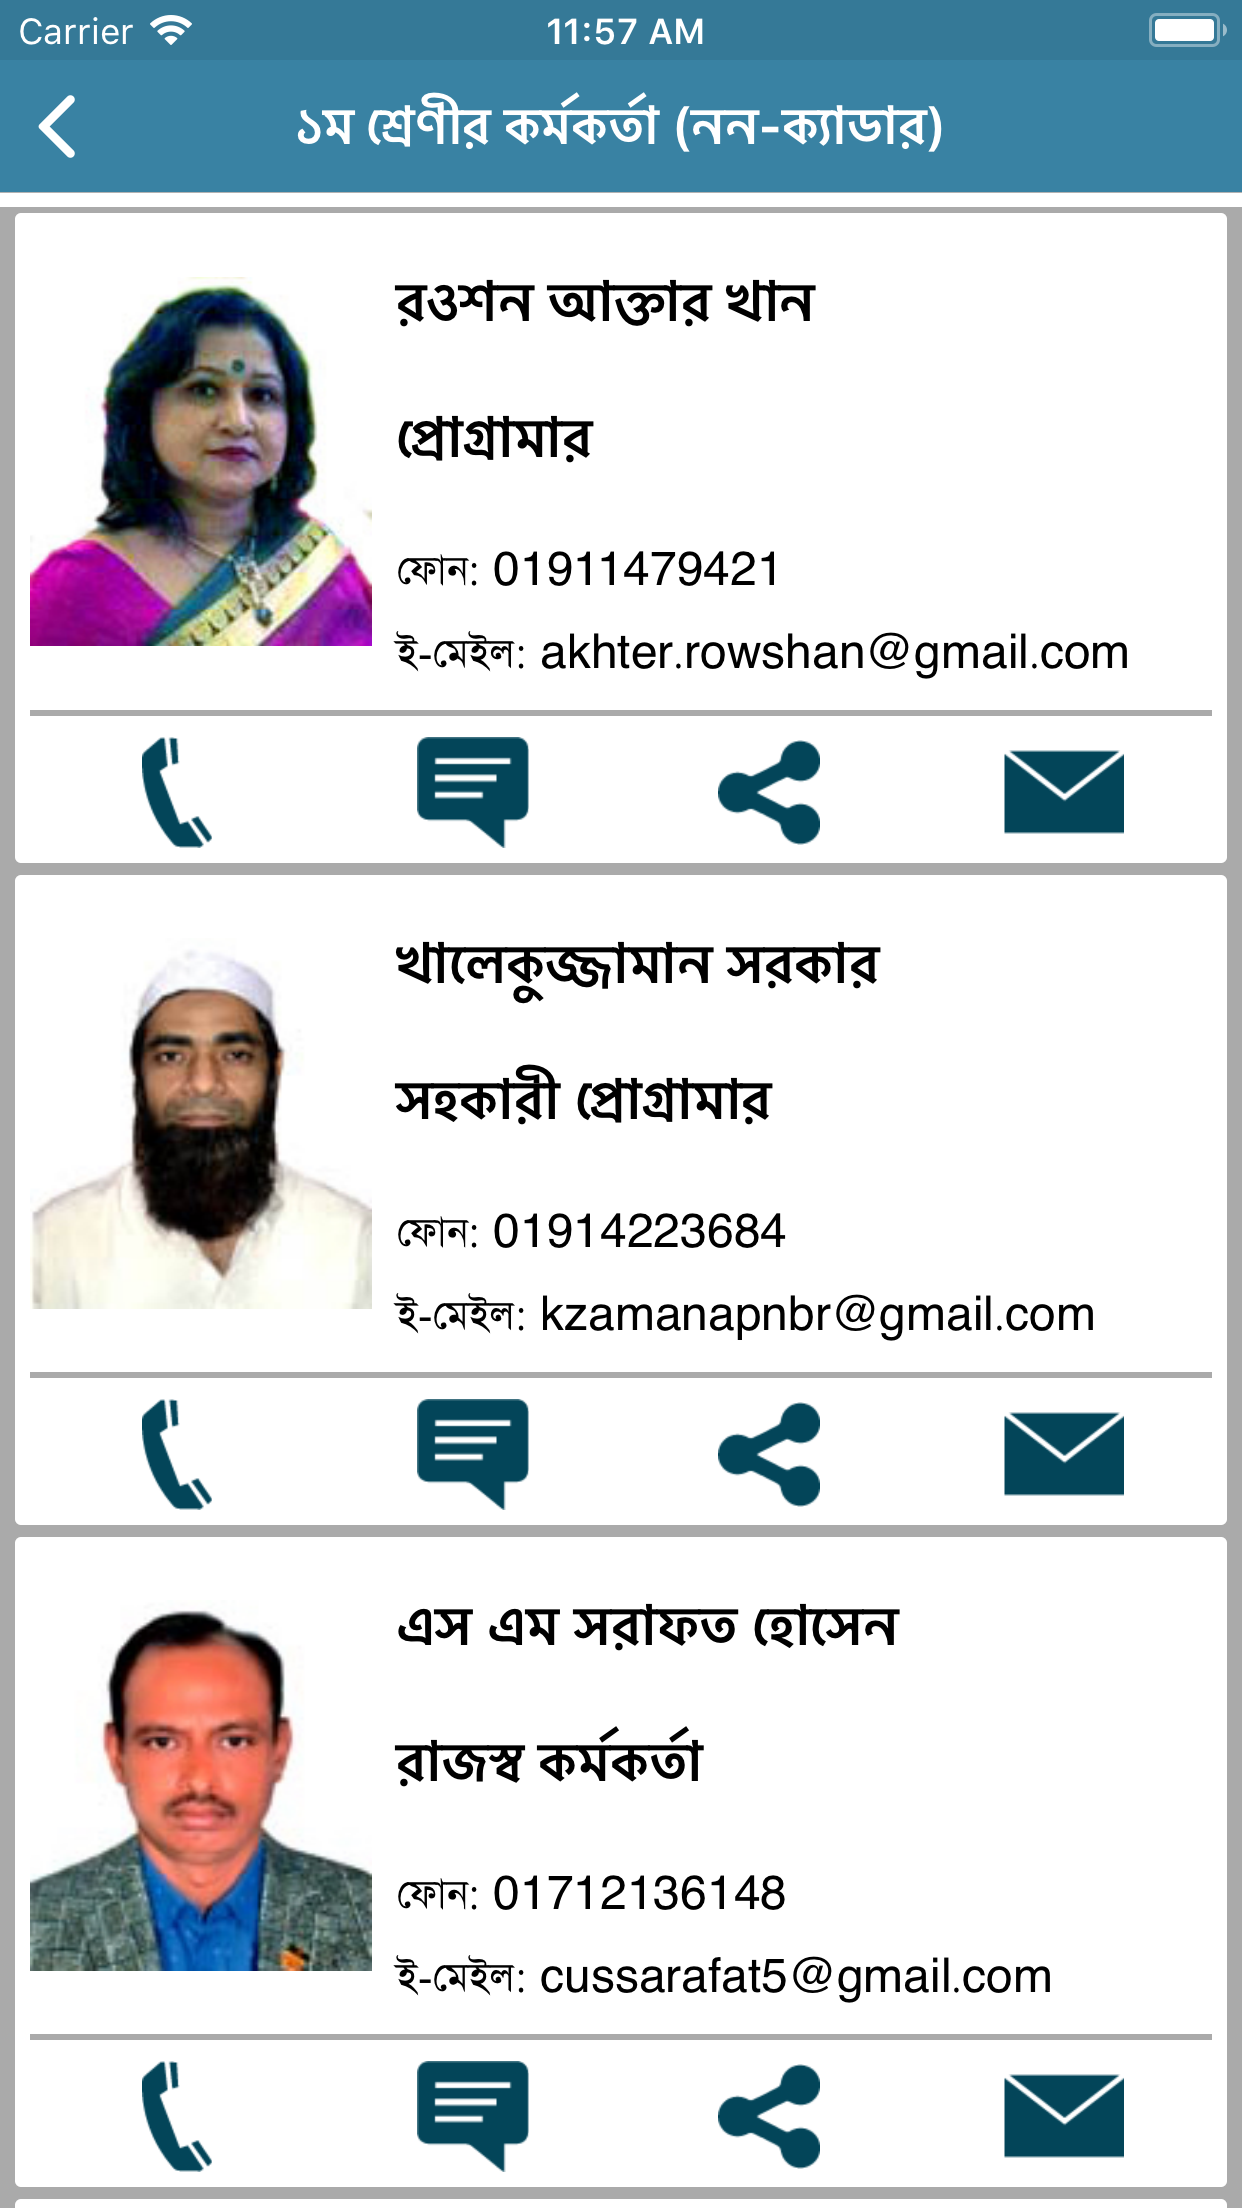 Carrier 11:57 AM
১ম শ্রেণীর কর্মকর্তা (নন-ক্যাডার)
রওশন আক্তার খান
প্রোগ্রামার
ফোন: 01911479421
ই-মেইল: akhter.rowshan@gmail.com
খালেকুজ্জামান সরকার
সহকারী প্রোগ্রামার
ফোন: 01914223684
ই-মেইল: kzamanapnbr@gmail.com
এস এম সরাফত হোসেন
রাজস্ব কর্মকর্তা
ফোন: 01712136148
ই-মেইল: cussarafat5@gmail.com